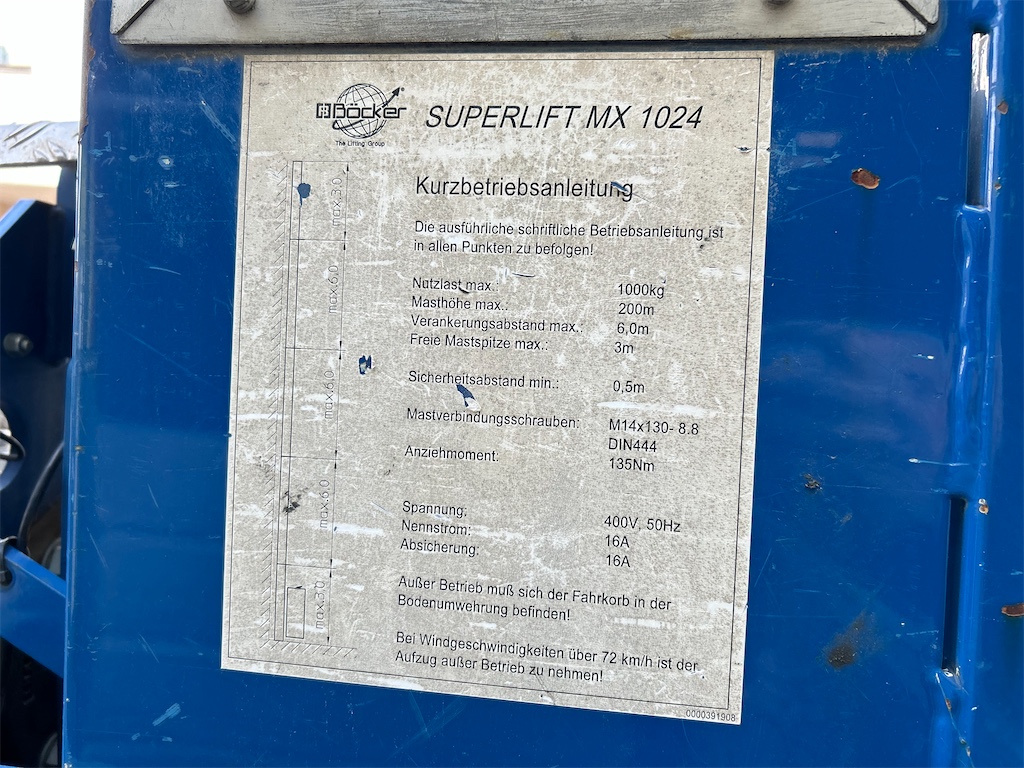 Böcker®
The Lifting Group
SUPERLIFT MX 1024
Kurzbetriebsanleitung
Die ausführliche schriftliche Betriebsanleitung ist
in allen Punkten zu befolgen!
Nutzlast max.: 1000kg
Masthöhe max.: 200m
Verankerungsabstand max.: 6,0m
Freie Mastspitze max.: 3m
Sicherheitsabstand min.: 0,5m
Mastverbindungsschrauben: M14x130- 8.8
DIN444
Anziehmoment: 135Nm
Spannung: 400V, 50Hz
Nennstrom: 16A
Absicherung: 16A
Außer Betrieb muß sich der Fahrkorb in der
Bodenumwehrung befinden!
Bei Windgeschwindigkeiten über 72 km/h ist der
Aufzug außer Betrieb zu nehmen!
max.3.0
max.6.0
max.6.0
max.6.0
max.3.0
0000391908